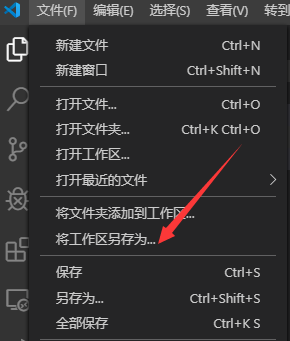 文件(F) 编辑(E) 选择(S) 查看(V) 转到
新建文件 Ctrl+N
新建窗口 Ctrl+Shift+N
打开文件... Ctrl+O
打开文件夹... Ctrl+K Ctrl+O
打开工作区...
打开最近的文件
将文件夹添加到工作区...
将工作区另存为...
保存 Ctrl+S
另存为... Ctrl+Shift+S
全部保存 Ctrl+K S